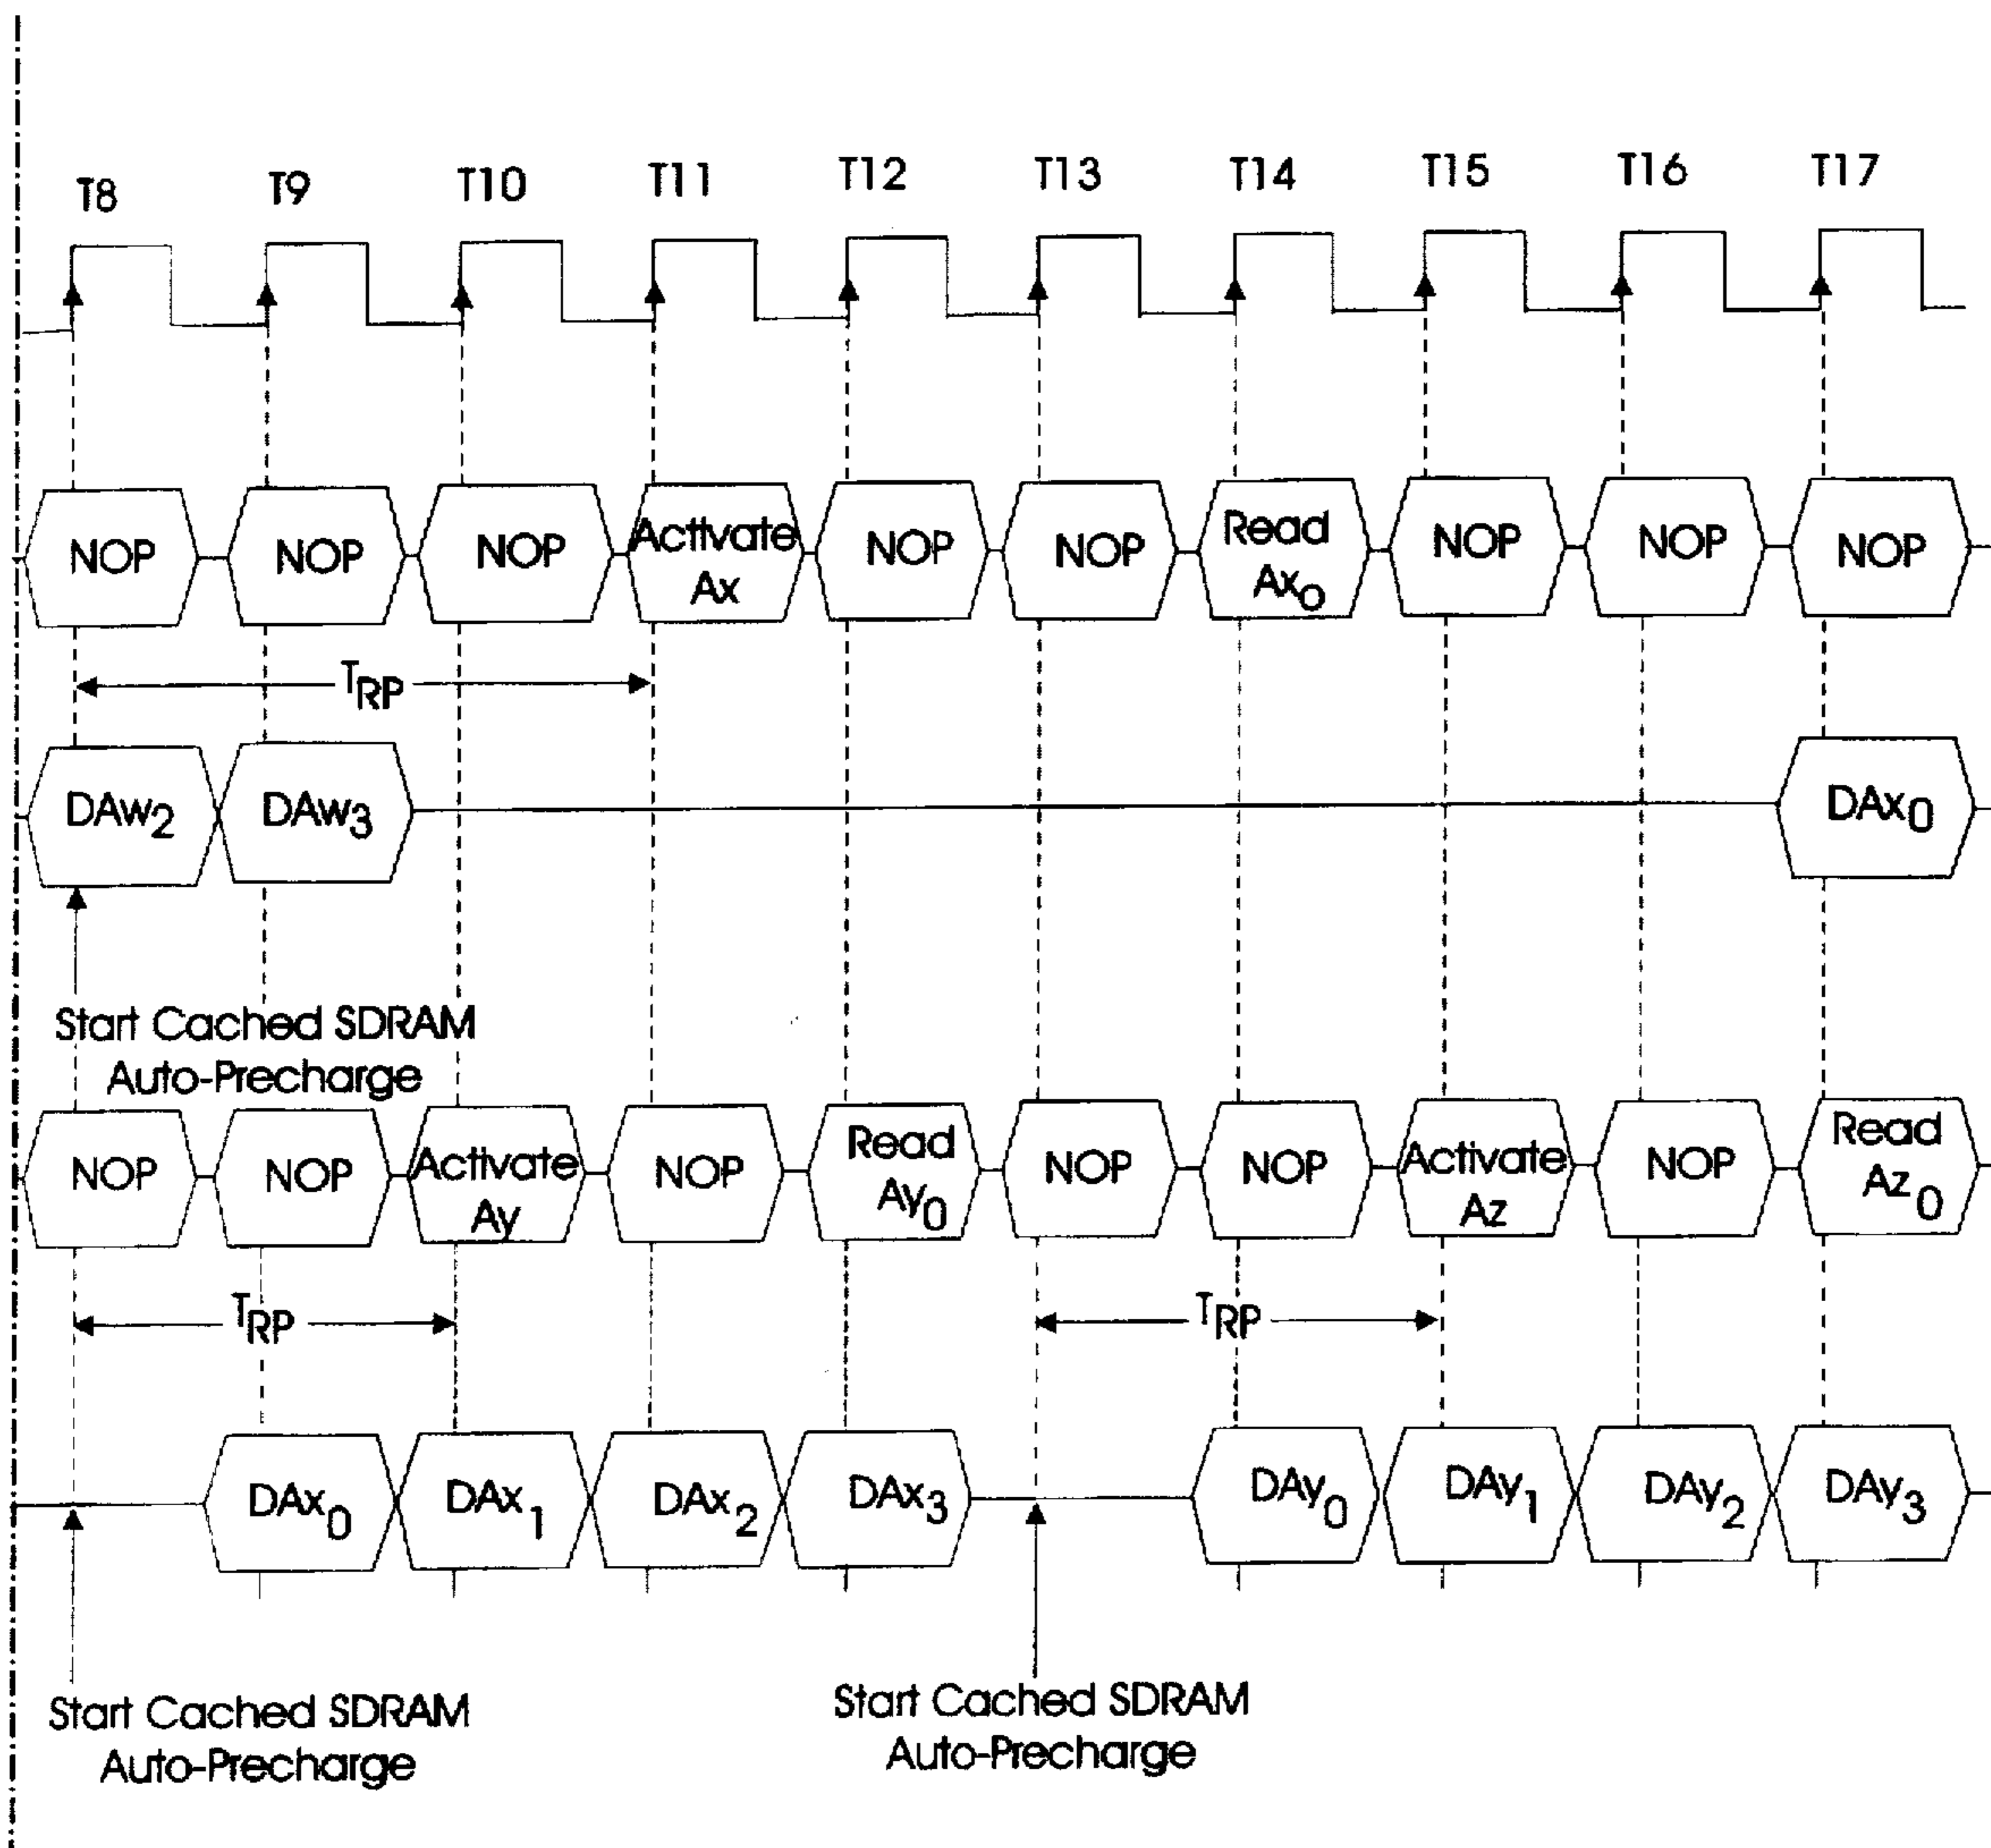 T8 T9 T10 T11 T12 T13 T14 T15 T16 T17
NOP NOP NOP Activate Ax NOP NOP Read Ax0 NOP NOP NOP
TRP
DAw2 DAw3 DAx0
Start Cached SDRAM
Auto-Precharge
NOP NOP Activate Ay NOP Read Ay0 NOP NOP Activate Az NOP Read Az0
TRP TRP
DAx0 DAx1 DAx2 DAx3 DAy0 DAy1 DAy2 DAy3
Start Cached SDRAM
Auto-Precharge
Start Cached SDRAM
Auto-Precharge